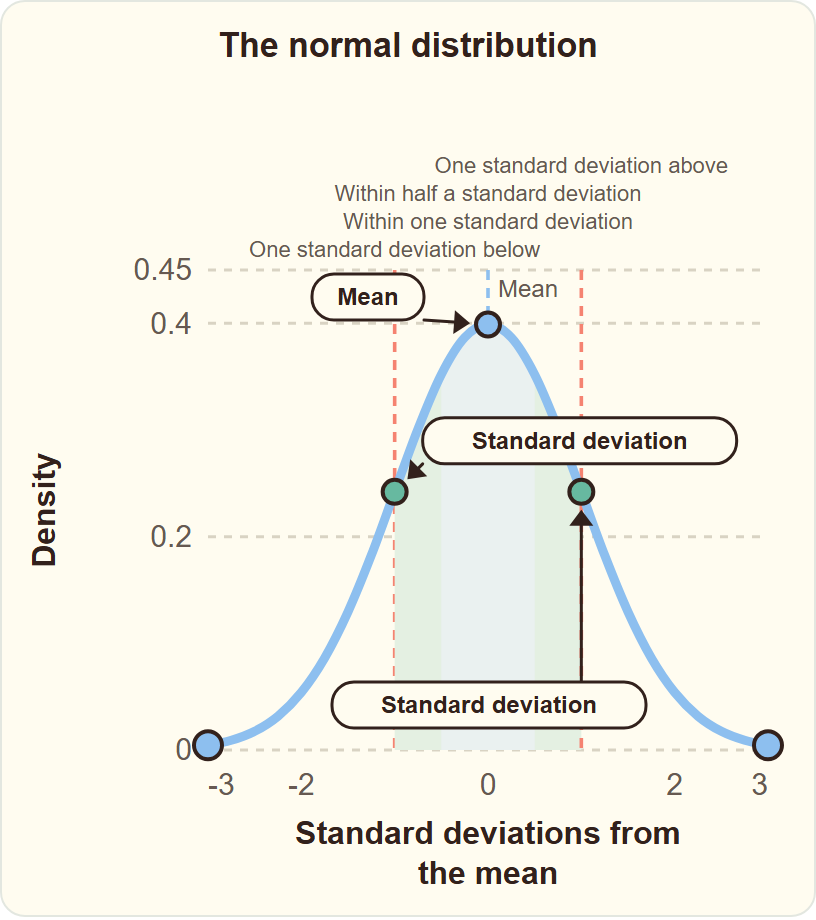 The normal distribution
One standard deviation above
Within half a standard deviation
Within one standard deviation
One standard deviation below
0.45
Mean
Mean
0.4
Standard deviation
Density
0.2
Standard deviation
0
-3
-2
0
2
3
Standard deviations from
the mean